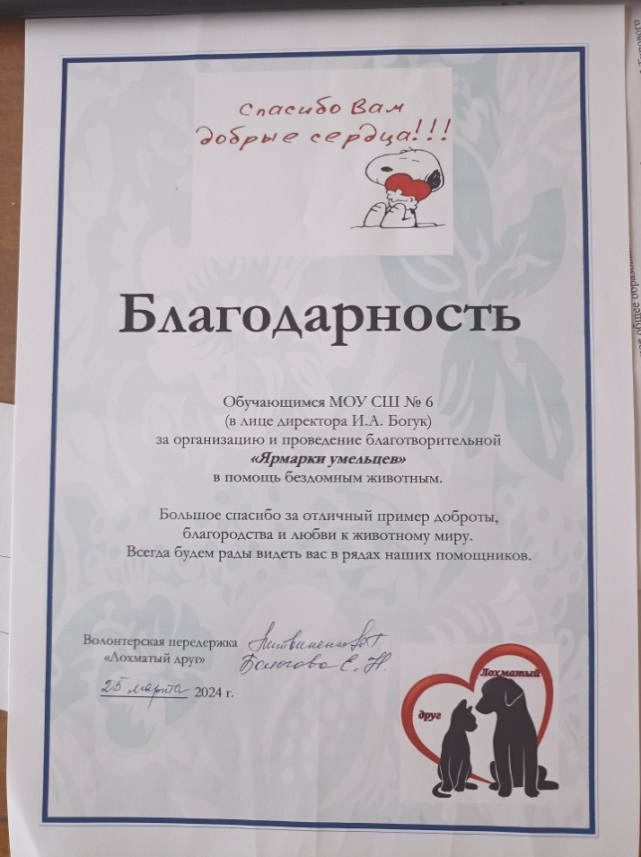 Спасибо Вам
добрые сердца!!!
Благодарность
Обучающимся МОУ СШ № 6
(в лице директора И.А. Богук)
за организацию и проведение благотворительной
«Ярмарки умельцев»
в помощь бездомным животным.
Большое спасибо за отличный пример доброты,
благородства и любви к животному миру.
Всегда будем рады видеть вас в рядах наших помощников.
Волонтерская передержка
«Лохматый друг»
Е. Н.
25 марта 2024 г.
Лохматый
друг